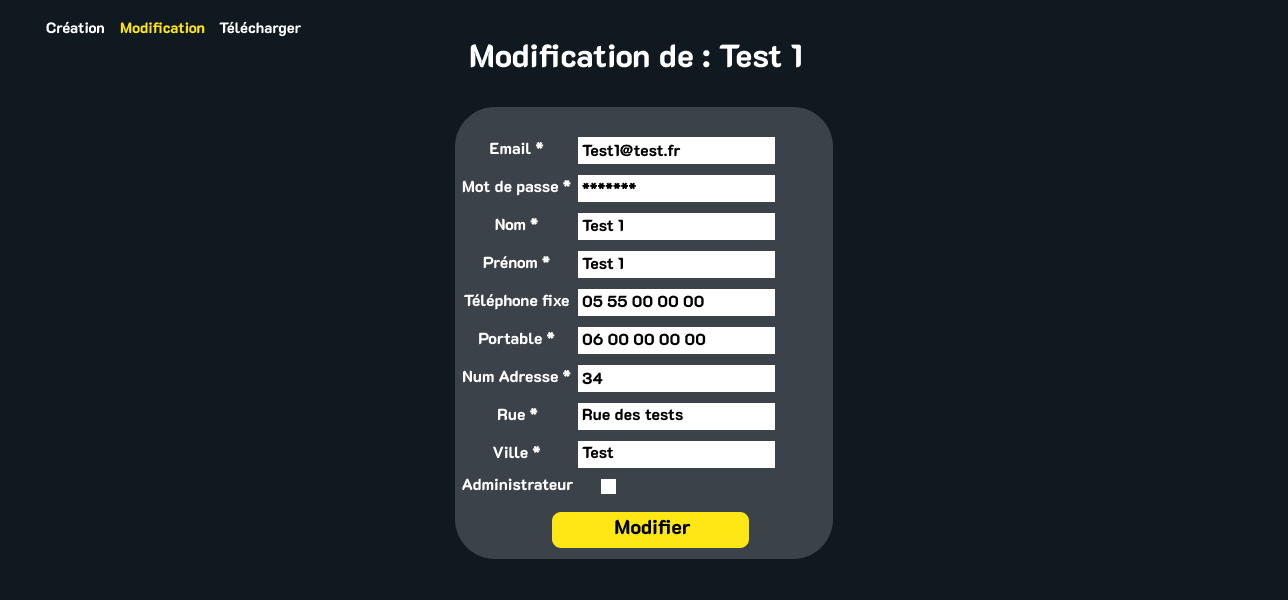 Création Modification Télécharger
Modification de : Test 1
Email * Test1@test.fr
Mot de passe * *******
Nom * Test 1
Prénom * Test 1
Téléphone fixe 05 55 00 00 00
Portable * 06 00 00 00 00
Num Adresse * 34
Rue * Rue des tests
Ville * Test
Administrateur
Modifier